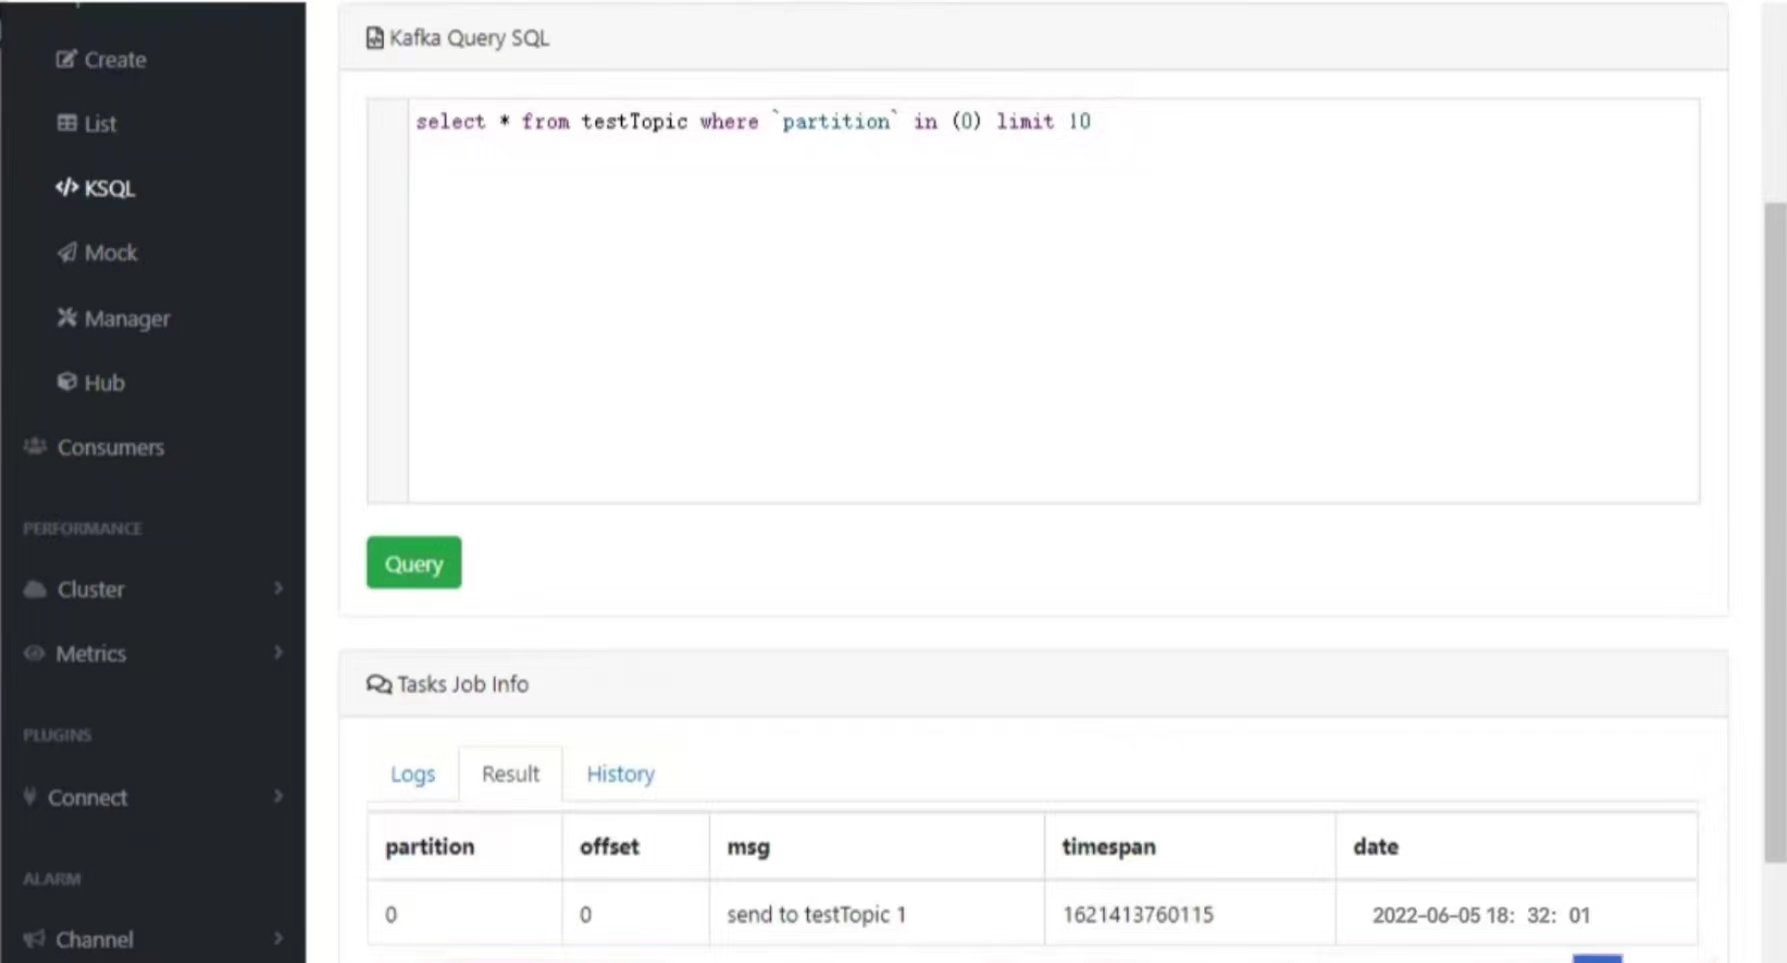 Create
List
KSQL
Mock
Manager
Hub
Consumers
PERFORMANCE
Cluster
Metrics
PLUGINS
Connect
ALARM
Channel
Kafka Query SQL
select * from testTopic where `partition` in (0) limit 10
Query
Tasks Job Info
Logs Result History
partition offset msg timespan date
0 0 send to testTopic 1 1621413760115 2022-06-05 18: 32: 01